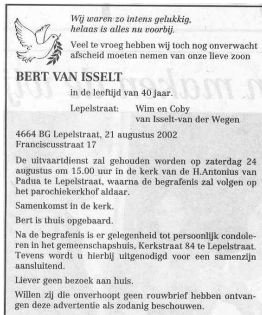 Wij waren zo intens gelukkig,
helaas is alles nu voorbij.
Veel te vroeg hebben wij toch nog onverwacht
afscheid moeten nemen van onze lieve zoon
BERT VAN ISSELT
in de leeftijd van 40 jaar.
Lepelstraat: Wim en Coby
van Isselt-van der Wegen
4664 BG Lepelstraat, 21 augustus 2002
Franciscusstraat 17
De uitvaartdienst zal gehouden worden op zaterdag 24
augustus om 15.00 uur in de kerk van de H.Antonius van
Padua te Lepelstraat, waarna de begrafenis zal volgen op
het parochiekerkhof aldaar.
Samenkomst in de kerk.
Bert is thuis opgebaard.
Na de begrafenis is er gelegenheid tot persoonlijk condole-
ren in het gemeenschapshuis, Kerkstraat 84 te Lepelstraat.
Tevens wordt u hierbij uitgenodigd voor een samenzijn
aansluitend.
Liever geen bezoek aan huis.
Willen zij die onverhoopt geen rouwbrief hebben ontvan-
gen deze advertentie als zodanig beschouwen.